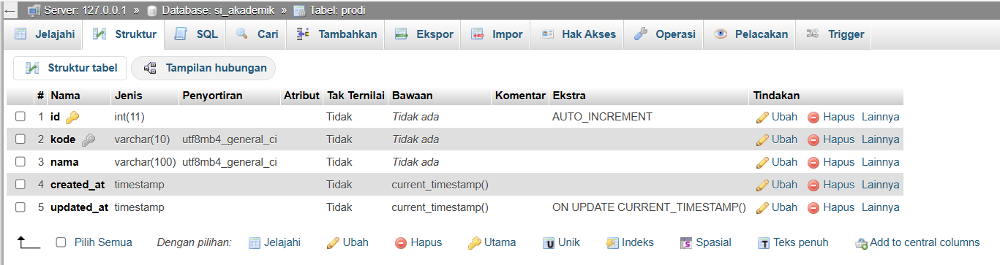 Server: 127.0.0.1 » Database: si_akademik » Tabel: prodi
Jelajahi Struktur SQL Cari Tambahkan Ekspor Impor Hak Akses Operasi Pelacakan Trigger
Struktur tabel Tampilan hubungan
# Nama Jenis Penyortiran Atribut Tak Ternilai Bawaan Komentar Ekstra Tindakan
1 id int(11) Tidak Tidak ada AUTO_INCREMENT Ubah Hapus Lainnya
2 kode varchar(10) utf8mb4_general_ci Tidak Tidak ada Ubah Hapus Lainnya
3 nama varchar(100) utf8mb4_general_ci Tidak Tidak ada Ubah Hapus Lainnya
4 created_at timestamp Tidak current_timestamp() Ubah Hapus Lainnya
5 updated_at timestamp Tidak current_timestamp() ON UPDATE CURRENT_TIMESTAMP() Ubah Hapus Lainnya
Pilih Semua Dengan pilihan: Jelajahi Ubah Hapus Utama Unik Indeks Spasial Teks penuh Add to central columns